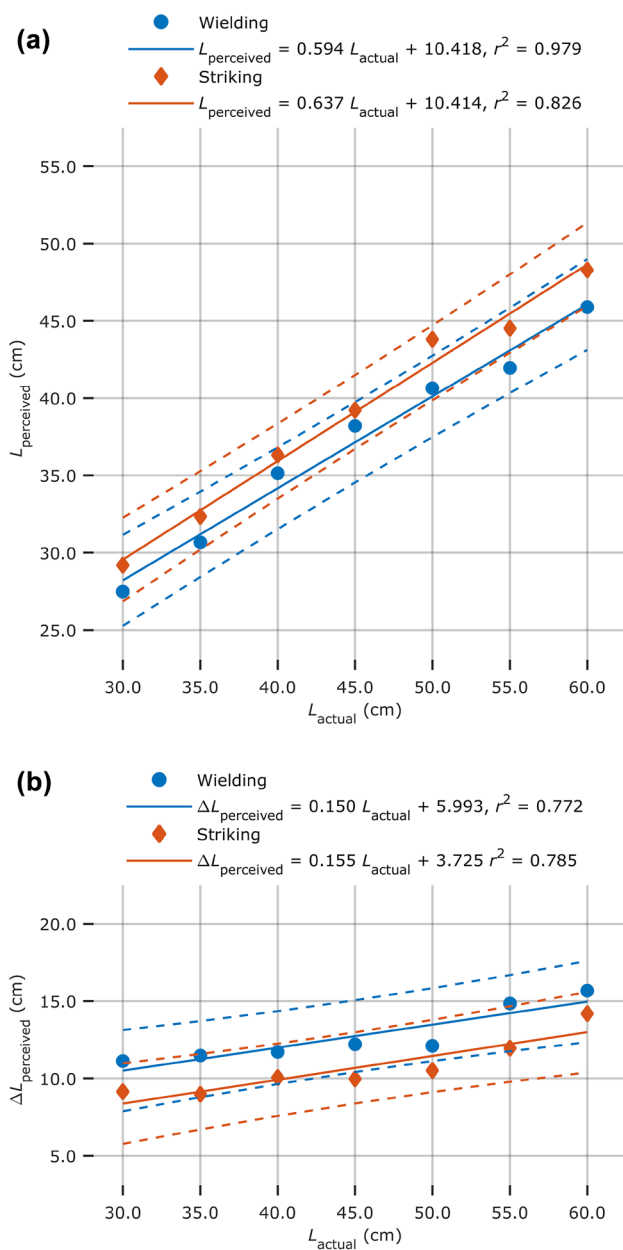 (a)
Wielding
L_perceived = 0.594 L_actual + 10.418, r² = 0.979
Striking
L_perceived = 0.637 L_actual + 10.414, r² = 0.826
55.0
50.0
45.0
40.0
35.0
30.0
25.0
L_perceived (cm)
30.0 35.0 40.0 45.0 50.0 55.0 60.0
L_actual (cm)
(b)
Wielding
ΔL_perceived = 0.150 L_actual + 5.993, r² = 0.772
Striking
ΔL_perceived = 0.155 L_actual + 3.725 r² = 0.785
20.0
15.0
10.0
5.0
ΔL_perceived (cm)
30.0 35.0 40.0 45.0 50.0 55.0 60.0
L_actual (cm)